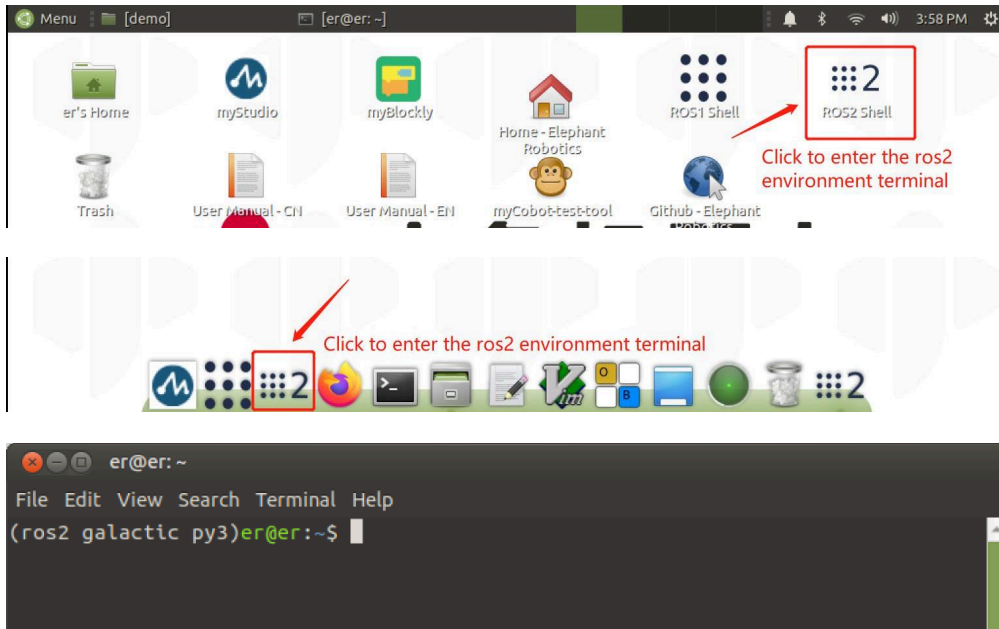 Menu [demo] [er@er: ~] 3:58 PM
er's Home myStudio myBlockly Home - Elephant Robotics ROS1 Shell 2 ROS2 Shell
Click to enter the ros2
environment terminal
Trash User Manual - CN User Manual - EN myCobot-test-tool Github - Elephant Robotics
Click to enter the ros2 environment terminal
2 >_ Vim O B 2
er@er: ~
File Edit View Search Terminal Help
(ros2 galactic py3)er@er:~$